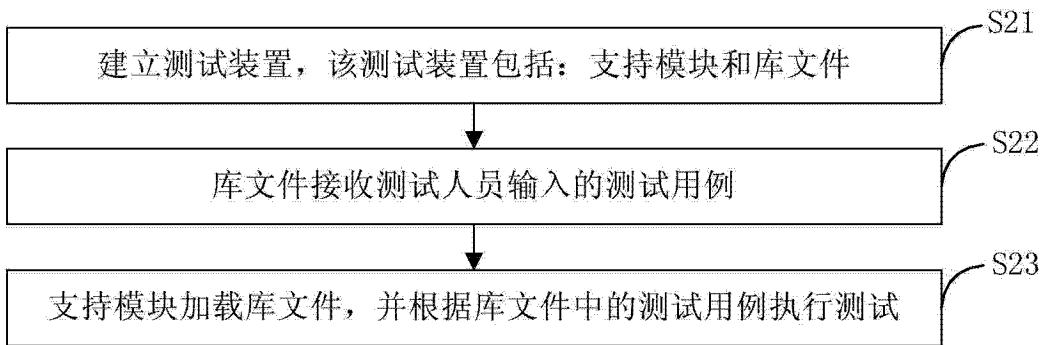 S21
建立测试装置，该测试装置包括：支持模块和库文件
S22
库文件接收测试人员输入的测试用例
S23
支持模块加载库文件，并根据库文件中的测试用例执行测试